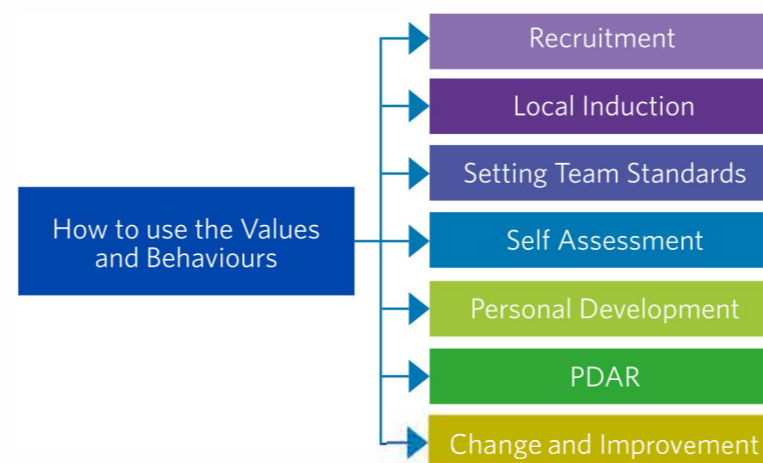 Recruitment
Local Induction
Setting Team Standards
How to use the Values
and Behaviours
Self Assessment
Personal Development
PDAR
Change and Improvement